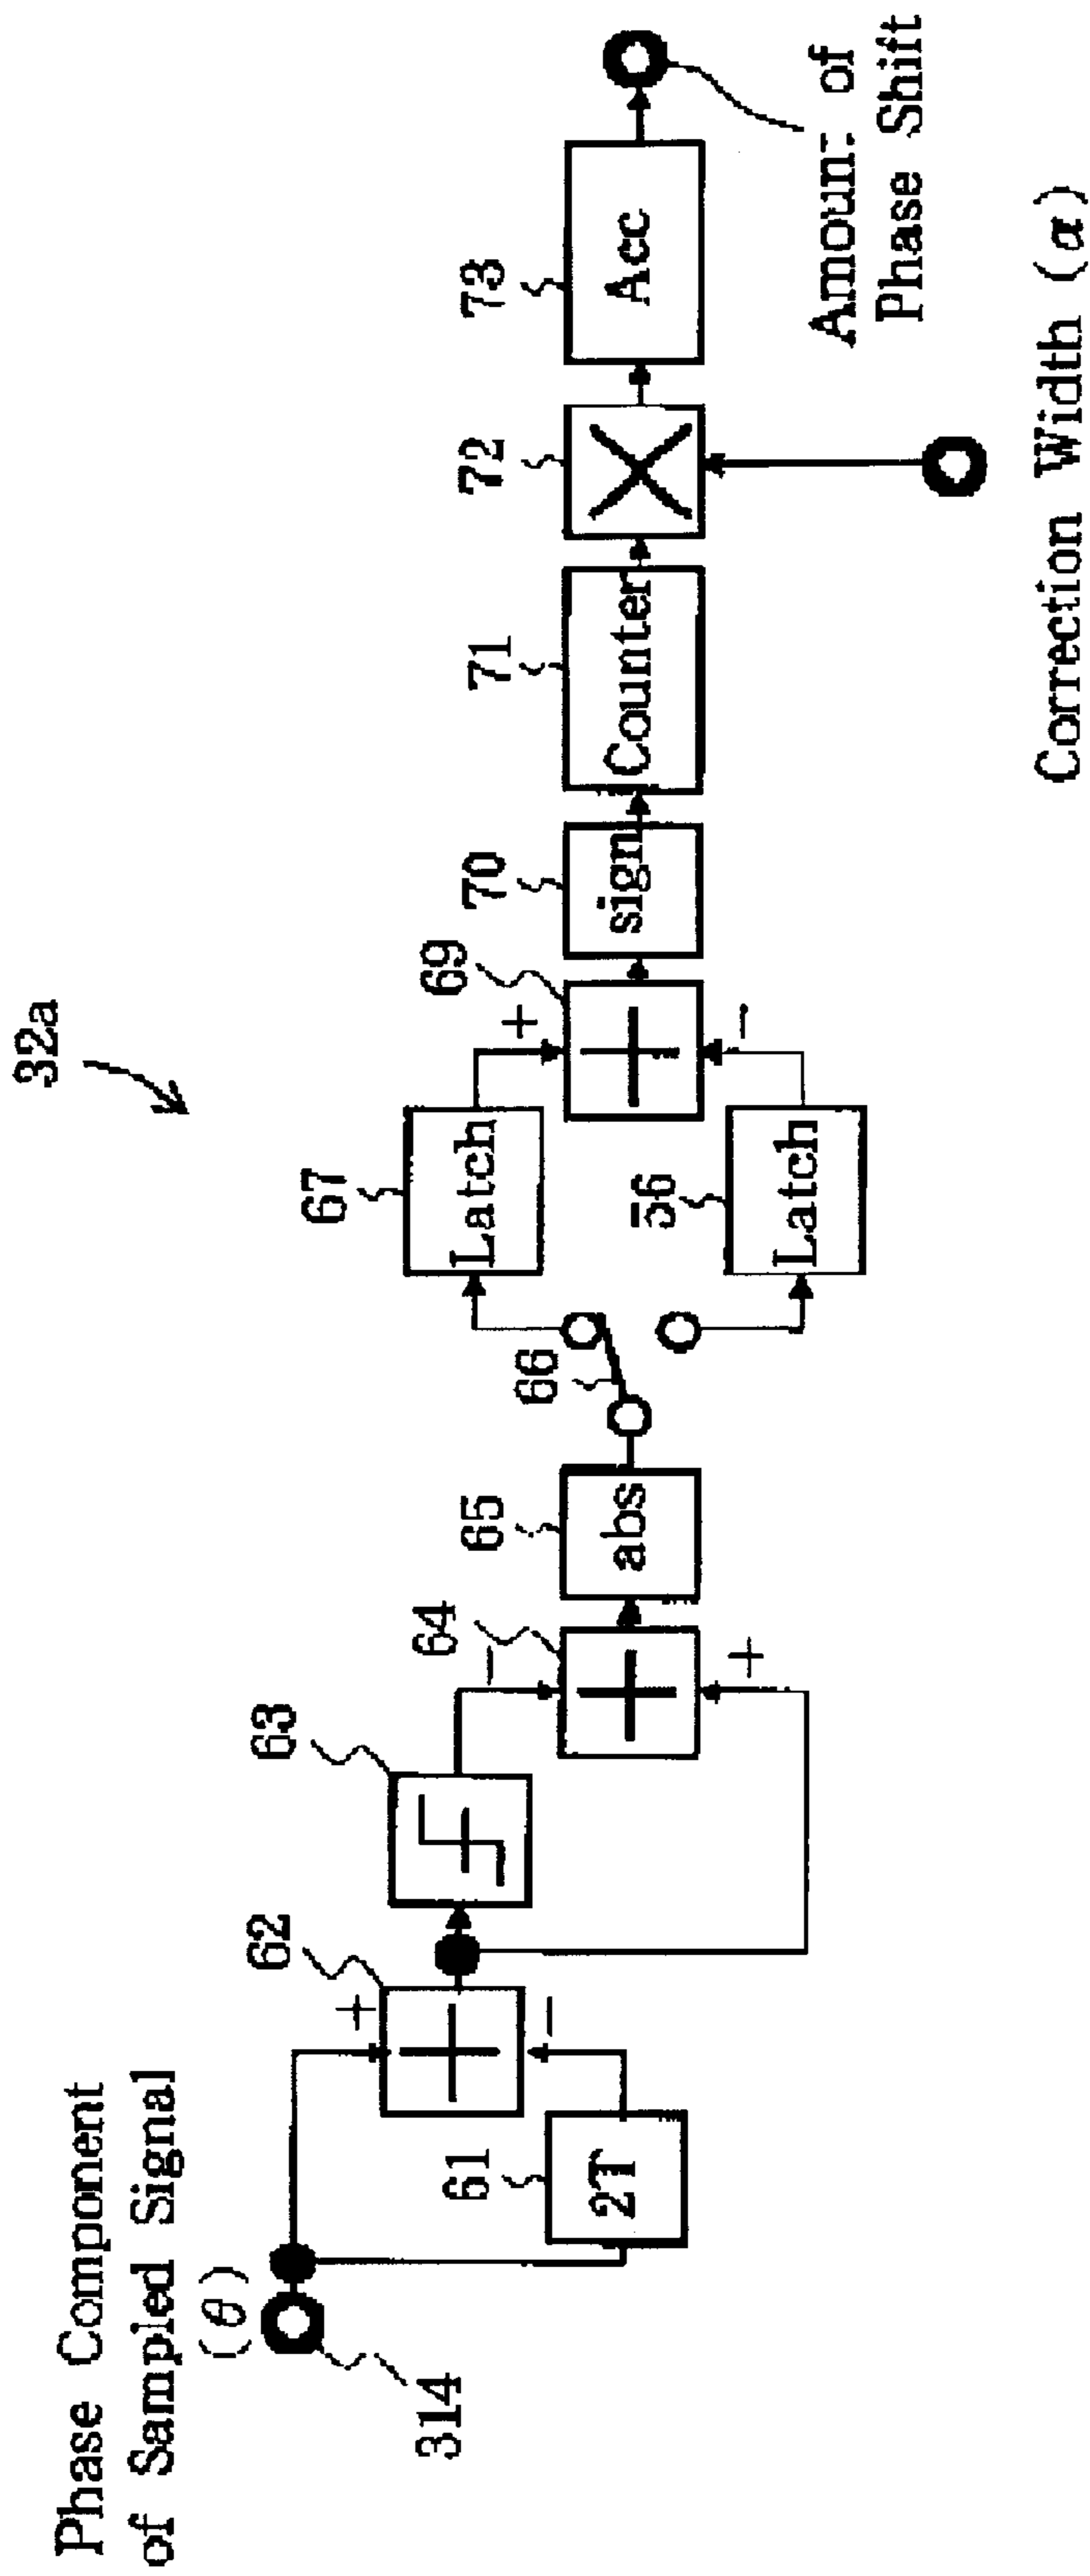 32a
Phase Component
of Sampled Signal
(θ)
314
61
2T
+
62
−
63
−
64
+
65
abs
66
67
Latch
56
Latch
+
69
−
70
sign
71
Counter
72
73
Acc
Amount of
Phase Shift
Correction Width (α)